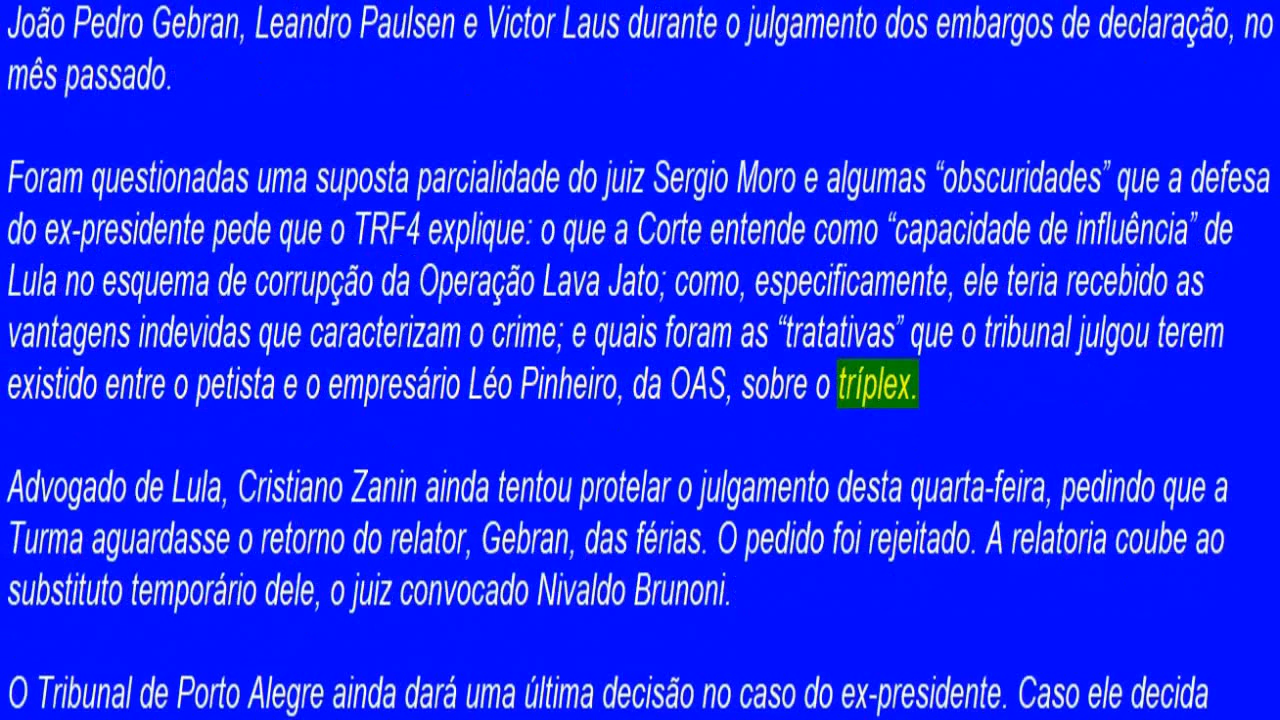 João Pedro Gebran, Leandro Paulsen e Victor Laus durante o julgamento dos embargos de declaração, no
mês passado.
Foram questionadas uma suposta parcialidade do juiz Sergio Moro e algumas “obscuridades” que a defesa
do ex-presidente pede que o TRF4 explique: o que a Corte entende como “capacidade de influência” de
Lula no esquema de corrupção da Operação Lava Jato; como, especificamente, ele teria recebido as
vantagens indevidas que caracterizam o crime; e quais foram as “tratativas” que o tribunal julgou terem
existido entre o petista e o empresário Léo Pinheiro, da OAS, sobre o tríplex.
Advogado de Lula, Cristiano Zanin ainda tentou protelar o julgamento desta quarta-feira, pedindo que a
Turma aguardasse o retorno do relator, Gebran, das férias. O pedido foi rejeitado. A relatoria coube ao
substituto temporário dele, o juiz convocado Nivaldo Brunoni.
O Tribunal de Porto Alegre ainda dará uma última decisão no caso do ex-presidente. Caso ele decida